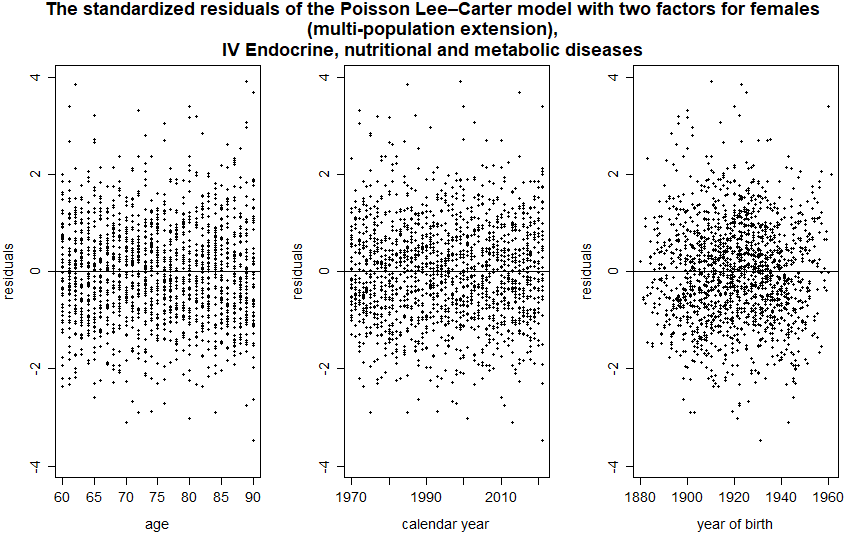 The standardized residuals of the Poisson Lee–Carter model with two factors for females
(multi-population extension),
IV Endocrine, nutritional and metabolic diseases
residuals
4
2
0
-2
-4
60 65 70 75 80 85 90
age
residuals
4
2
0
-2
-4
1970 1990 2010
calendar year
residuals
4
2
0
-2
-4
1880 1900 1920 1940 1960
year of birth